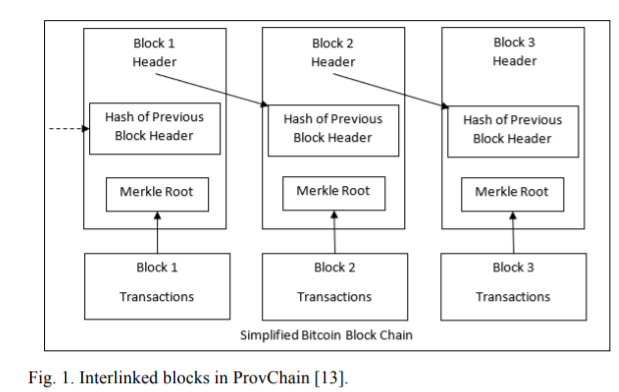 Block 1
Header
Block 2
Header
Block 3
Header
Hash of Previous
Block Header
Hash of Previous
Block Header
Hash of Previous
Block Header
Merkle Root
Merkle Root
Merkle Root
Block 1
Transactions
Block 2
Transactions
Block 3
Transactions
Simplified Bitcoin Block Chain
Fig. 1. Interlinked blocks in ProvChain [13].